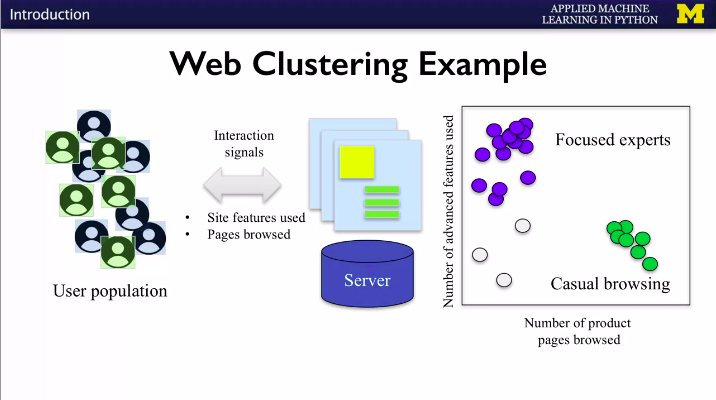 Introduction
APPLIED MACHINE
LEARNING IN PYTHON
M
Web Clustering Example
Interaction
signals
• Site features used
• Pages browsed
User population
Server
Number of advanced features used
Focused experts
Casual browsing
Number of product
pages browsed